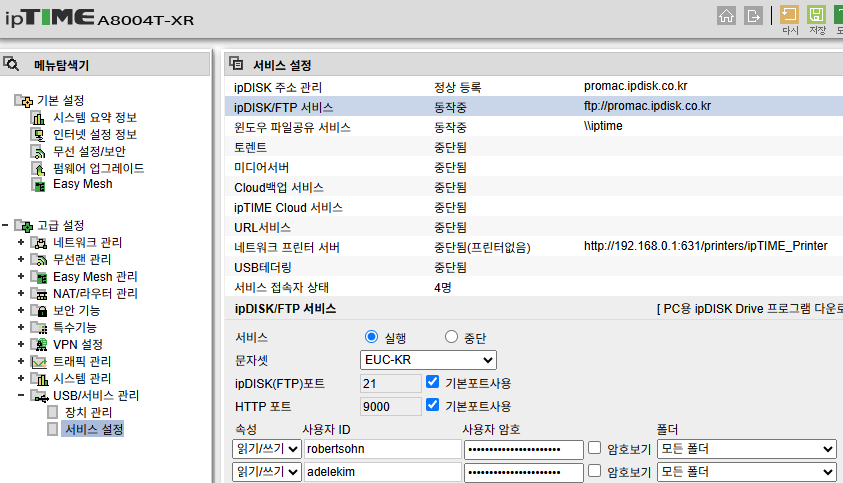 ipTIME A8004T-XR
다시 저장
메뉴탐색기
기본 설정
시스템 요약 정보
인터넷 설정 정보
무선 설정/보안
펌웨어 업그레이드
Easy Mesh
고급 설정
네트워크 관리
무선랜 관리
Easy Mesh 관리
NAT/라우터 관리
보안 기능
특수기능
VPN 설정
트래픽 관리
시스템 관리
USB/서비스 관리
장치 관리
서비스 설정
서비스 설정
ipDISK 주소 관리 정상 등록 promac.ipdisk.co.kr
ipDISK/FTP 서비스 동작중 ftp://promac.ipdisk.co.kr
윈도우 파일공유 서비스 동작중 \\iptime
토렌트 중단됨
미디어서버 중단됨
Cloud백업 서비스 중단됨
ipTIME Cloud 서비스 중단됨
URL서비스 중단됨
네트워크 프린터 서버 중단됨(프린터없음) http://192.168.0.1:631/printers/ipTIME_Printer
USB테더링 중단됨
서비스 접속자 상태 4명
ipDISK/FTP 서비스 [ PC용 ipDISK Drive 프로그램 다운로
서비스 실행 중단
문자셋 EUC-KR
ipDISK(FTP)포트 21 기본포트사용
HTTP 포트 9000 기본포트사용
속성 사용자 ID 사용자 암호 폴더
읽기/쓰기 robertsohn •••••••••••••••••••••• 암호보기 모든 폴더
읽기/쓰기 adelekim •••••••••••••••••••••• 암호보기 모든 폴더